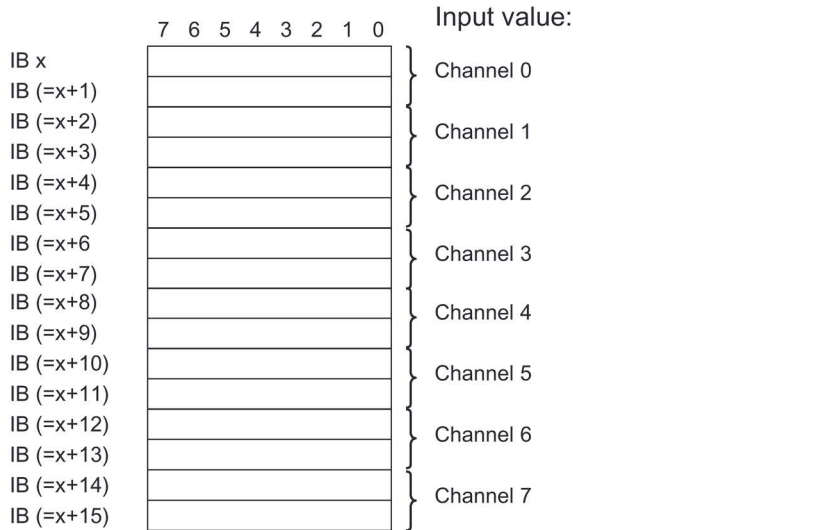 Input value:
7 6 5 4 3 2 1 0
IB x
Channel 0
IB (=x+1)
IB (=x+2)
Channel 1
IB (=x+3)
IB (=x+4)
Channel 2
IB (=x+5)
IB (=x+6
Channel 3
IB (=x+7)
IB (=x+8)
Channel 4
IB (=x+9)
IB (=x+10)
Channel 5
IB (=x+11)
IB (=x+12)
Channel 6
IB (=x+13)
IB (=x+14)
Channel 7
IB (=x+15)